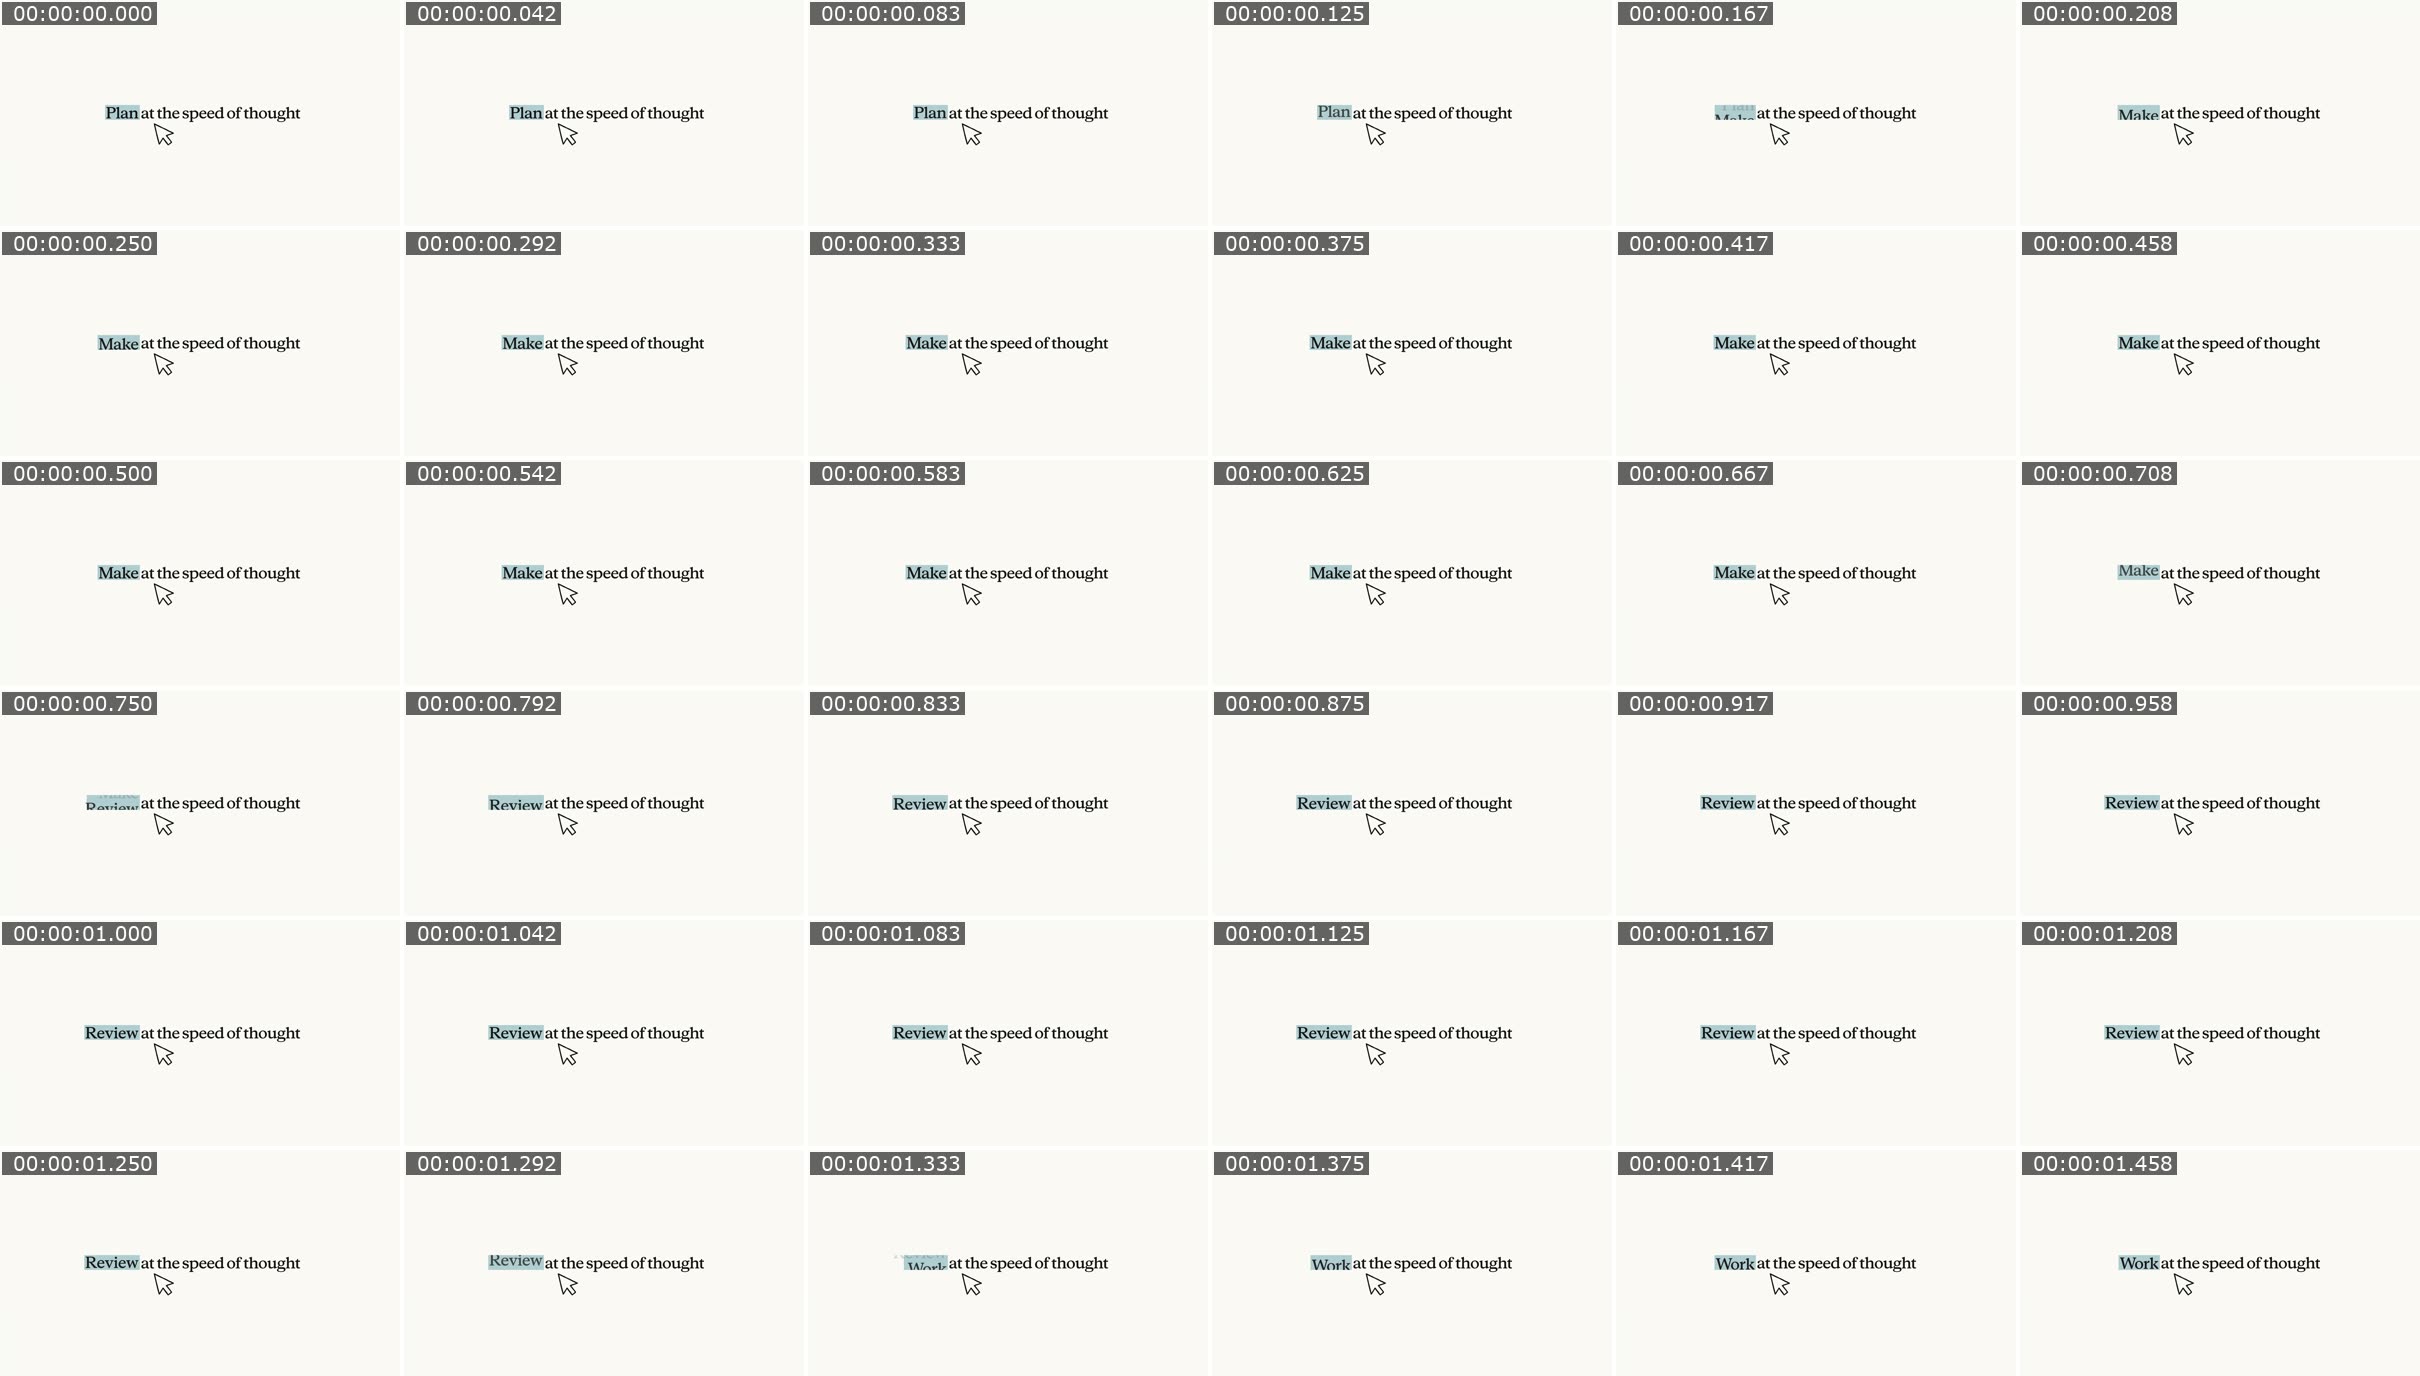 00:00:00.000 00:00:00.042 00:00:00.083 00:00:00.125 00:00:00.167 00:00:00.208
Plan at the speed of thought Plan at the speed of thought Plan at the speed of thought Plan at the speed of thought Plan Make at the speed of thought Make at the speed of thought
00:00:00.250 00:00:00.292 00:00:00.333 00:00:00.375 00:00:00.417 00:00:00.458
Make at the speed of thought Make at the speed of thought Make at the speed of thought Make at the speed of thought Make at the speed of thought Make at the speed of thought
00:00:00.500 00:00:00.542 00:00:00.583 00:00:00.625 00:00:00.667 00:00:00.708
Make at the speed of thought Make at the speed of thought Make at the speed of thought Make at the speed of thought Make at the speed of thought Make at the speed of thought
00:00:00.750 00:00:00.792 00:00:00.833 00:00:00.875 00:00:00.917 00:00:00.958
Review at the speed of thought Review at the speed of thought Review at the speed of thought Review at the speed of thought Review at the speed of thought Review at the speed of thought
00:00:01.000 00:00:01.042 00:00:01.083 00:00:01.125 00:00:01.167 00:00:01.208
Review at the speed of thought Review at the speed of thought Review at the speed of thought Review at the speed of thought Review at the speed of thought Review at the speed of thought
00:00:01.250 00:00:01.292 00:00:01.333 00:00:01.375 00:00:01.417 00:00:01.458
Review at the speed of thought Review at the speed of thought Work at the speed of thought Work at the speed of thought Work at the speed of thought Work at the speed of thought